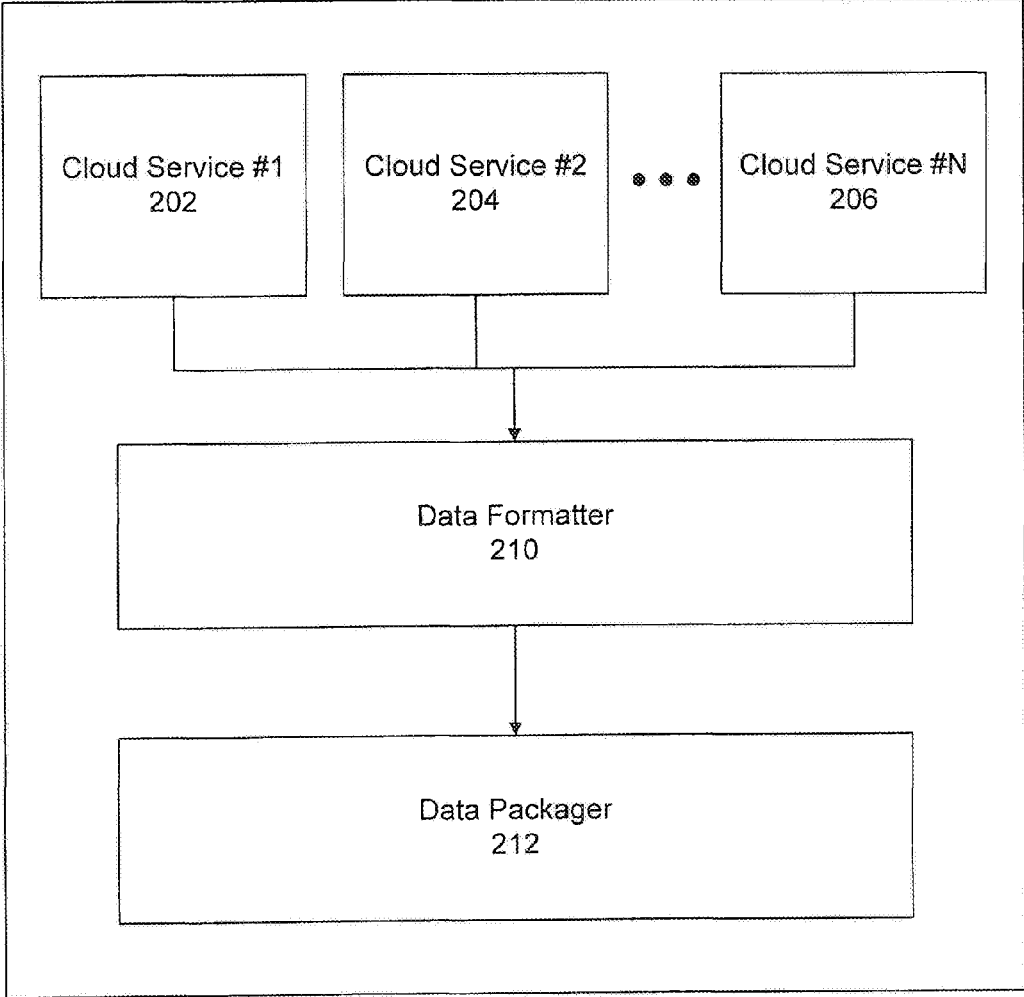 Cloud Service #1
202
Cloud Service #2
204
Cloud Service #N
206
Data Formatter
210
Data Packager
212